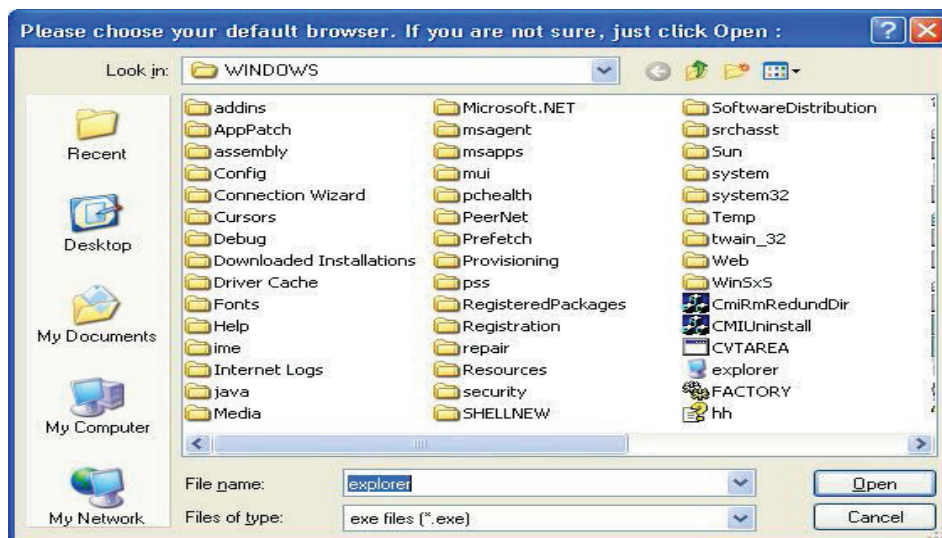 Please choose your default browser. If you are not sure, just click Open :
Look in: WINDOWS
Recent
Desktop
My Documents
My Computer
My Network
addins
AppPatch
assembly
Config
Connection Wizard
Cursors
Debug
Downloaded Installations
Driver Cache
Fonts
Help
ime
Internet Logs
java
Media
Microsoft.NET
msagent
msapps
mui
pchealth
PeerNet
Prefetch
Provisioning
pss
RegisteredPackages
Registration
repair
Resources
security
SHELLNEW
SoftwareDistribution
srchasst
Sun
system
system32
Temp
twain_32
Web
WinSxS
CmiRmRedundDir
CMIUninstall
CVTAREA
explorer
FACTORY
hh
File name: explorer Open
Files of type: exe files (*.exe) Cancel